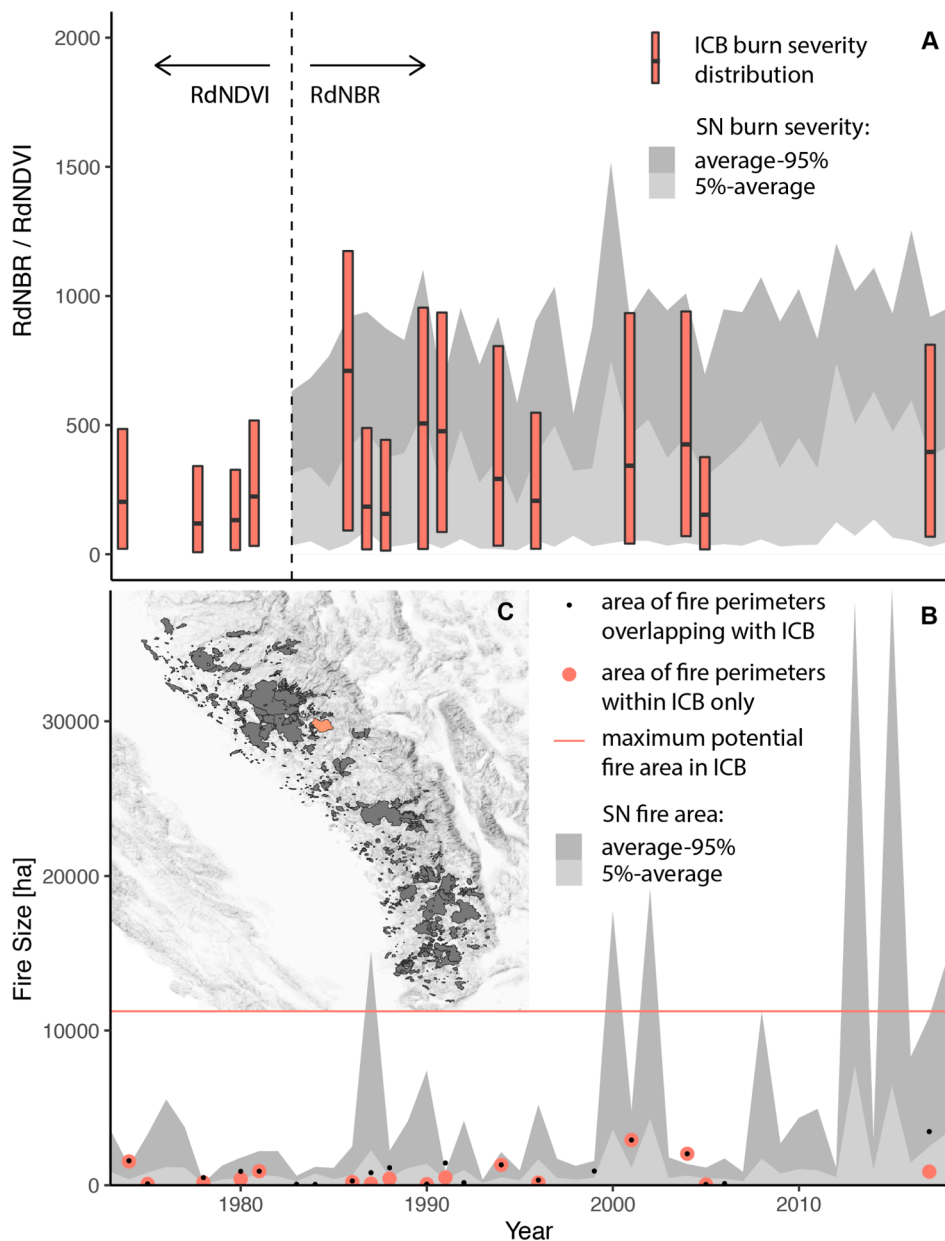 A
2000
1500
1000
500
0
RdNBR / RdNDVI
RdNDVI
RdNBR
ICB burn severity
distribution
SN burn severity:
average-95%
5%-average
C
B
area of fire perimeters
overlapping with ICB
area of fire perimeters
within ICB only
maximum potential
fire area in ICB
SN fire area:
average-95%
5%-average
30000
20000
10000
0
Fire Size [ha]
1980
1990
2000
2010
Year